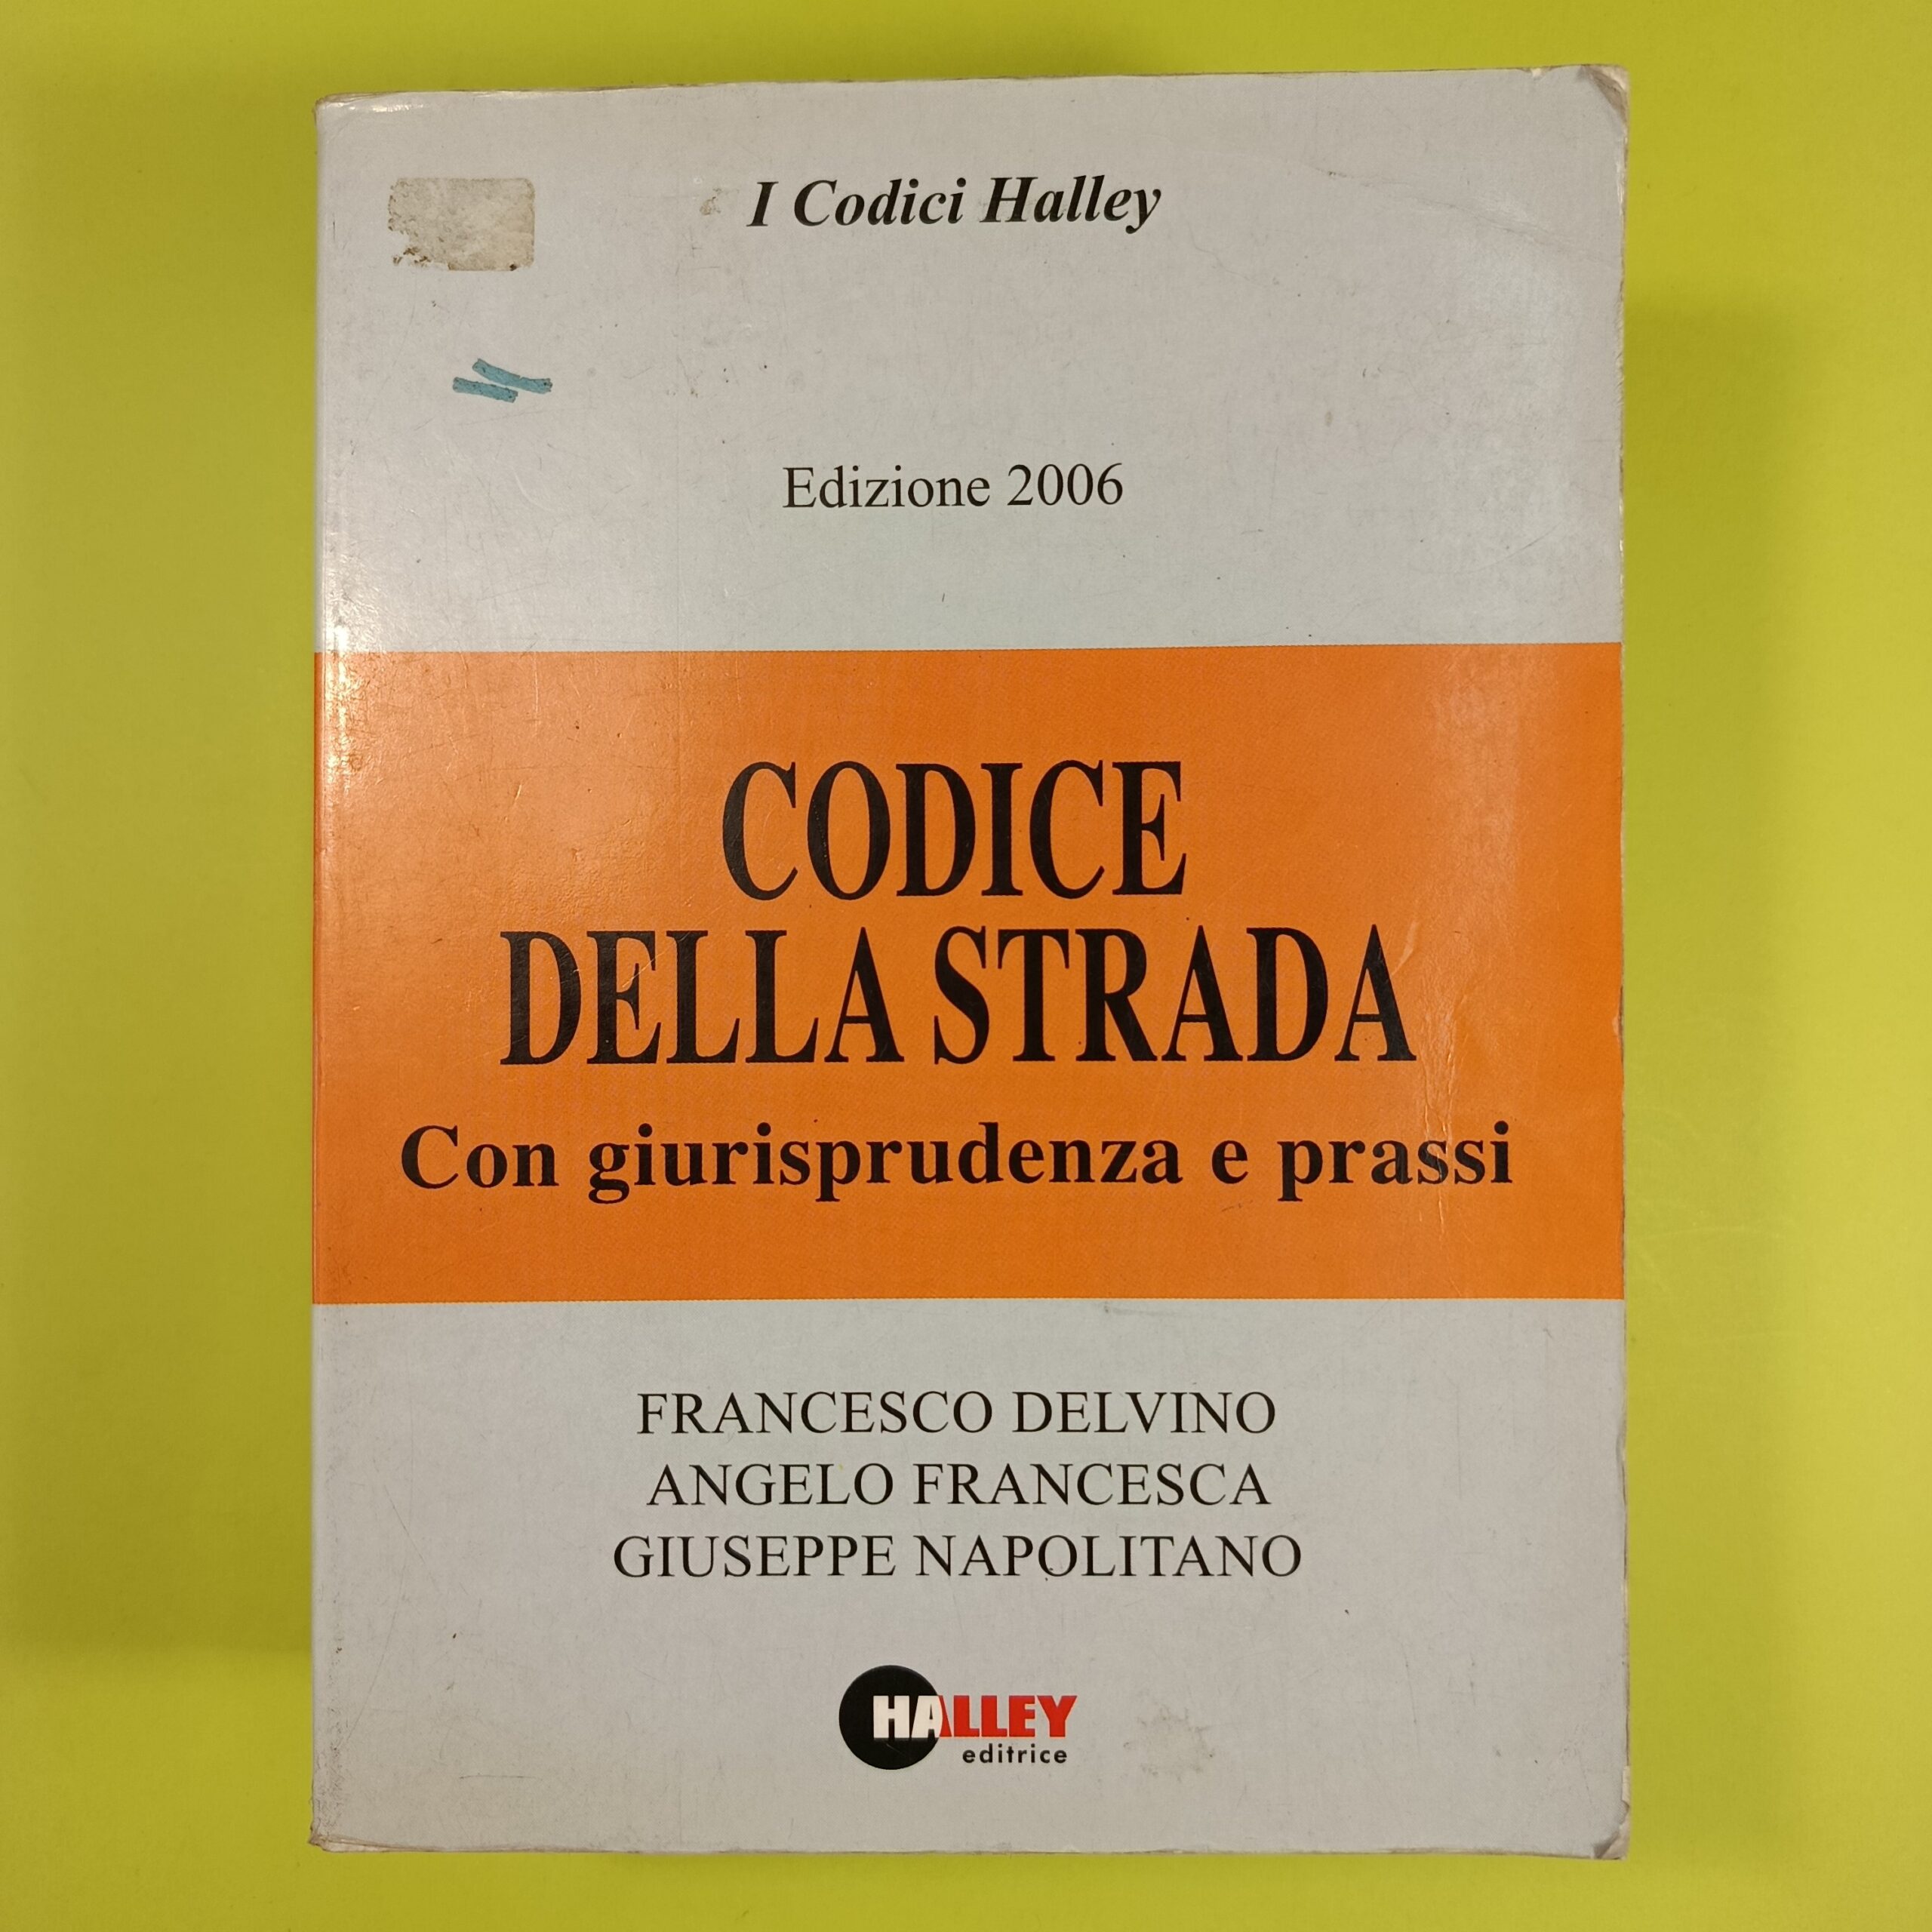 I Codici Halley
Edizione 2006
CODICE
DELLA STRADA
Con giurisprudenza e prassi
FRANCESCO DELVINO
ANGELO FRANCESCA
GIUSEPPE NAPOLITANO
HALLEY
editrice